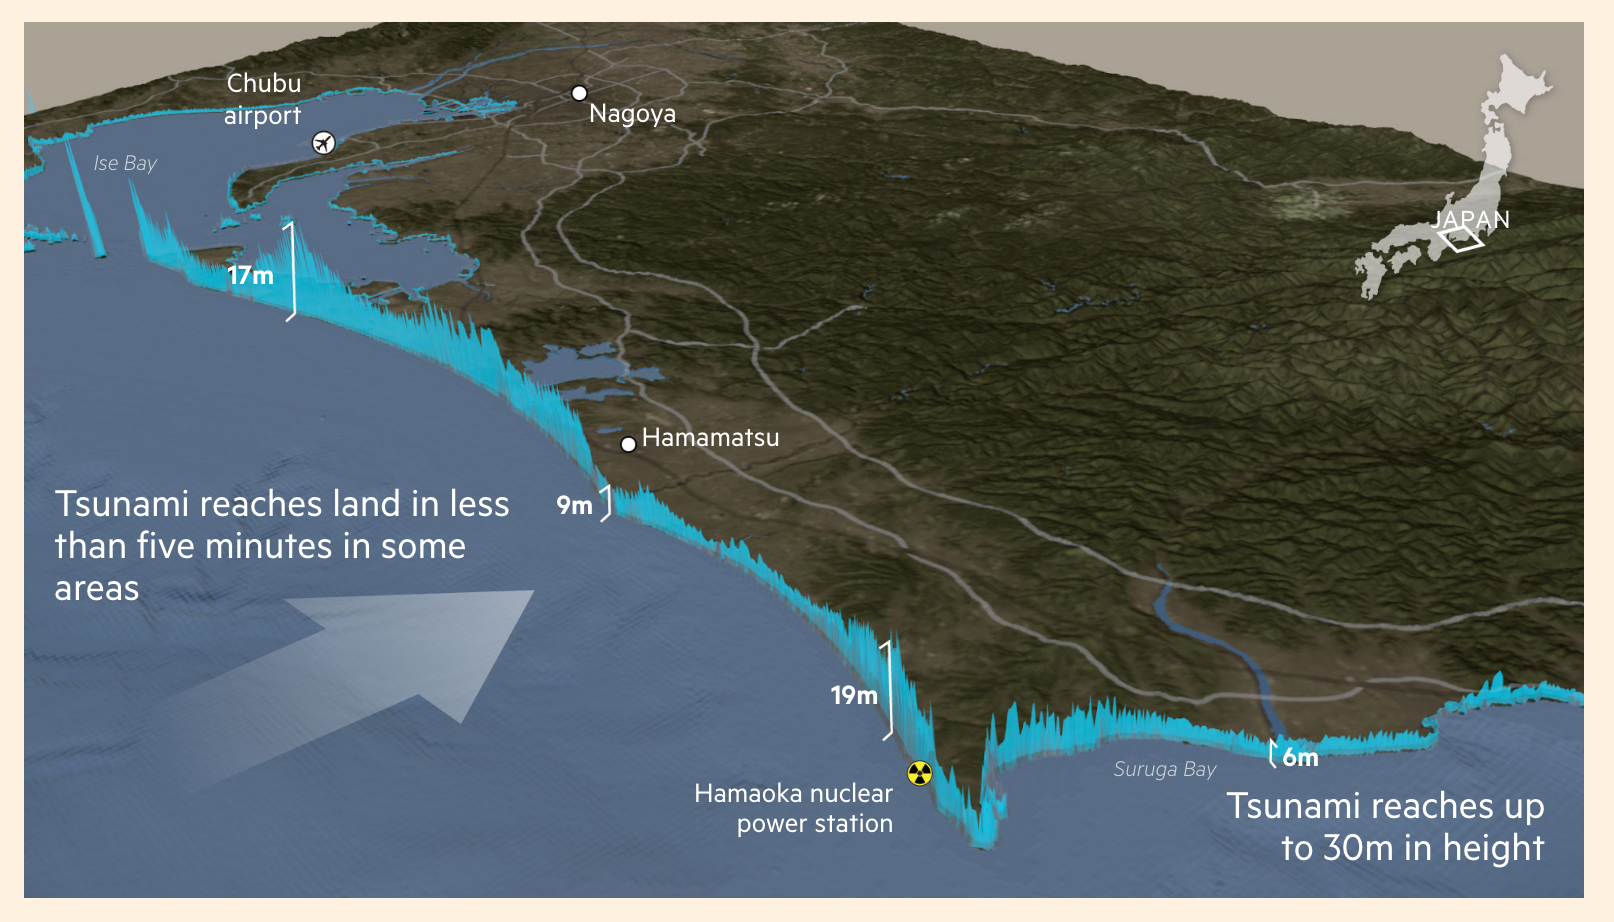 Chubu
airport
Nagoya
Ise Bay
JAPAN
17m
Hamamatsu
Tsunami reaches land in less
than five minutes in some
areas
9m
19m
6m
Suruga Bay
Hamaoka nuclear
power station
Tsunami reaches up
to 30m in height